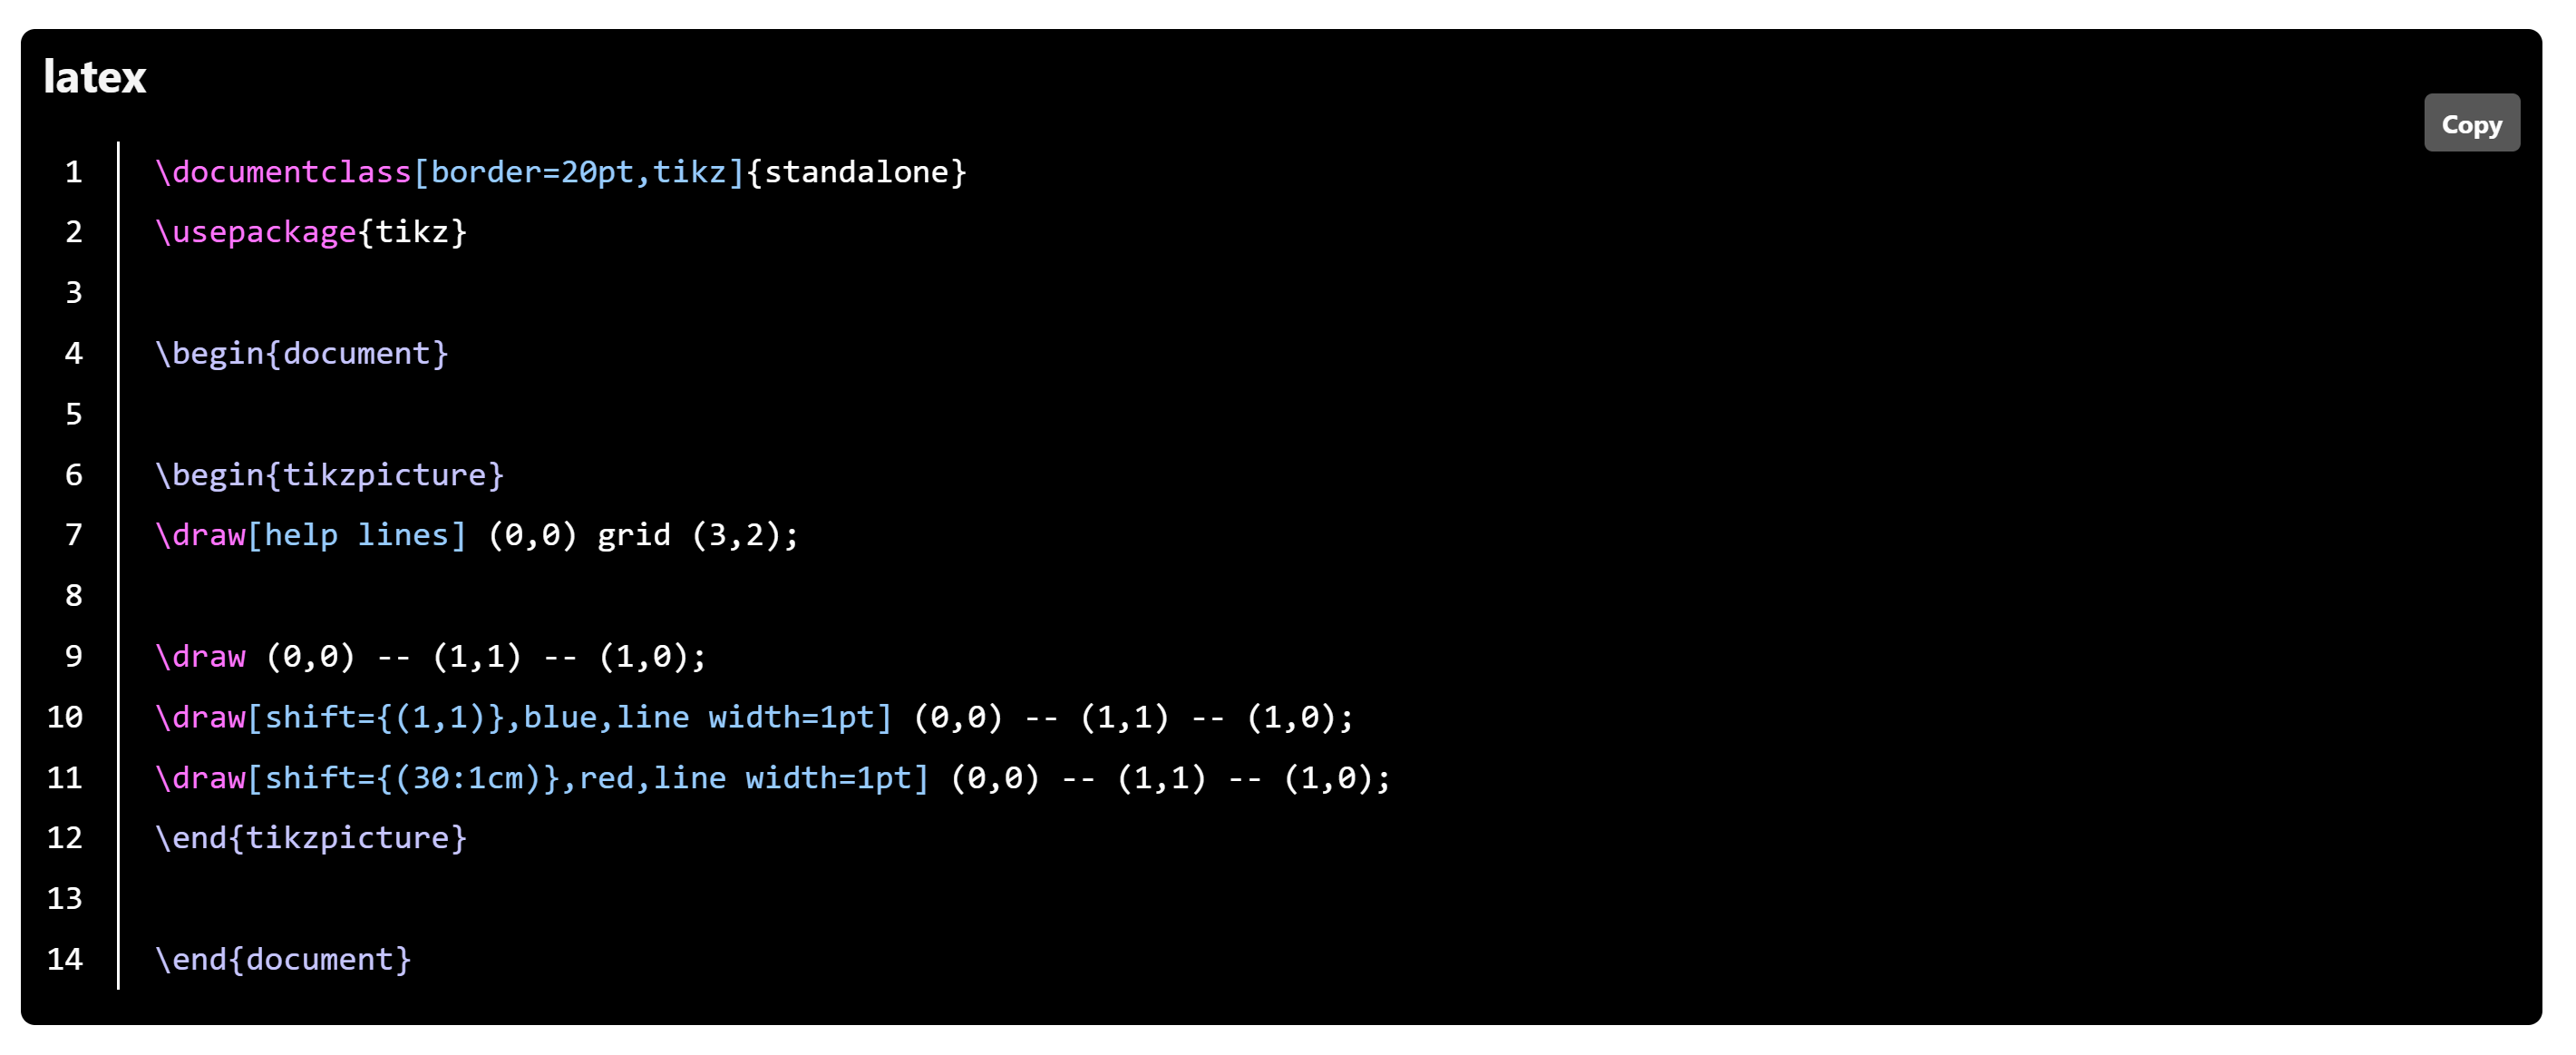 latex
Copy
1 \documentclass[border=20pt,tikz]{standalone}
2 \usepackage{tikz}
3
4 \begin{document}
5
6 \begin{tikzpicture}
7 \draw[help lines] (0,0) grid (3,2);
8
9 \draw (0,0) -- (1,1) -- (1,0);
10 \draw[shift={(1,1)},blue,line width=1pt] (0,0) -- (1,1) -- (1,0);
11 \draw[shift={(30:1cm)},red,line width=1pt] (0,0) -- (1,1) -- (1,0);
12 \end{tikzpicture}
13
14 \end{document}